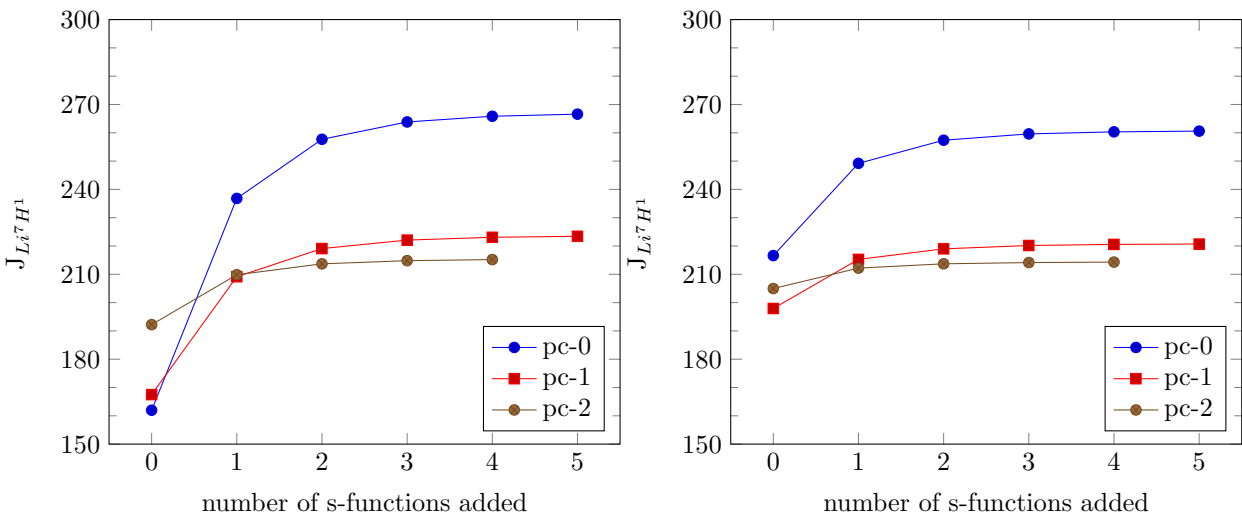 300
270
240
210
180
150
J_{Li^7H^1}
0 1 2 3 4 5
number of s-functions added
pc-0
pc-1
pc-2
300
270
240
210
180
150
J_{Li^7H^1}
0 1 2 3 4 5
number of s-functions added
pc-0
pc-1
pc-2